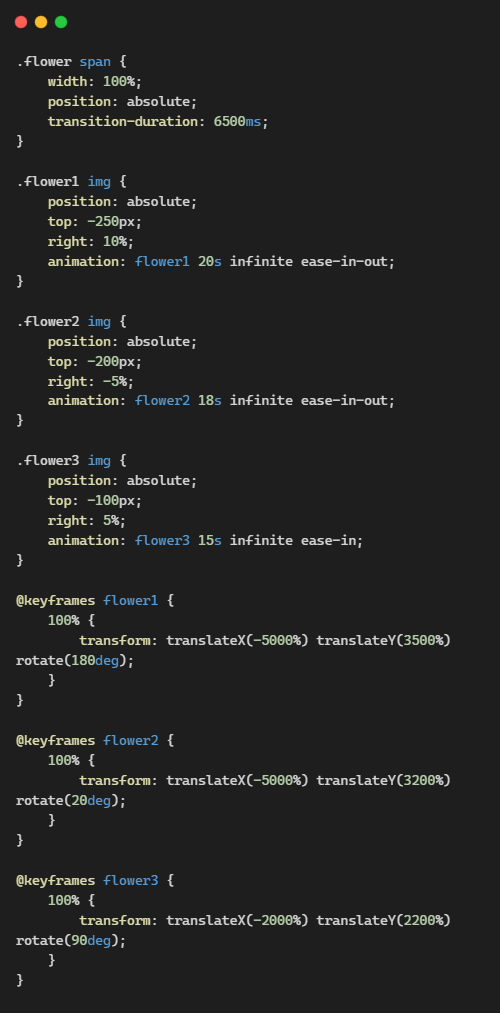 .flower span {
    width: 100%;
    position: absolute;
    transition-duration: 6500ms;
}

.flower1 img {
    position: absolute;
    top: -250px;
    right: 10%;
    animation: flower1 20s infinite ease-in-out;
}

.flower2 img {
    position: absolute;
    top: -200px;
    right: -5%;
    animation: flower2 18s infinite ease-in-out;
}

.flower3 img {
    position: absolute;
    top: -100px;
    right: 5%;
    animation: flower3 15s infinite ease-in;
}

@keyframes flower1 {
    100% {
        transform: translateX(-5000%) translateY(3500%)
rotate(180deg);
    }
}

@keyframes flower2 {
    100% {
        transform: translateX(-5000%) translateY(3200%)
rotate(20deg);
    }
}

@keyframes flower3 {
    100% {
        transform: translateX(-2000%) translateY(2200%)
rotate(90deg);
    }
}